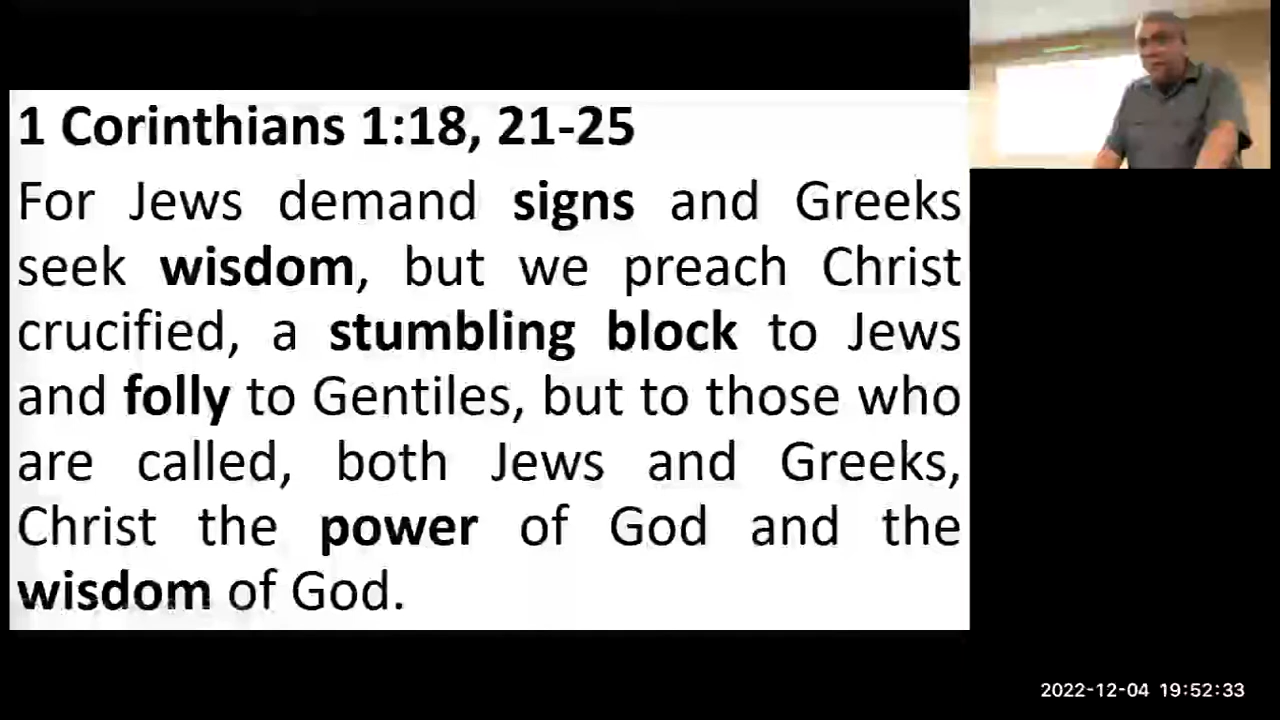 1 Corinthians 1:18, 21-25
For Jews demand signs and Greeks
seek wisdom, but we preach Christ
crucified, a stumbling block to Jews
and folly to Gentiles, but to those who
are called, both Jews and Greeks,
Christ the power of God and the
wisdom of God.
2022-12-04 19:52:33